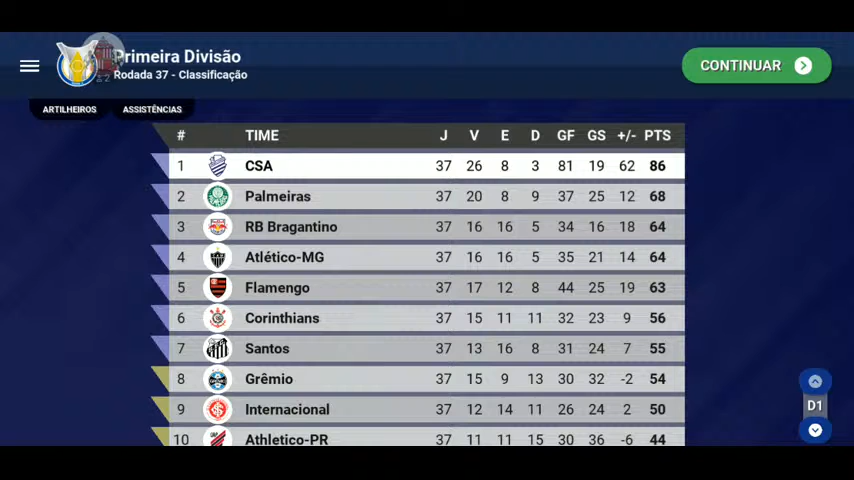 Primeira Divisão
Rodada 37 - Classificação
CONTINUAR
ARTILHEIROS ASSISTÊNCIAS
# TIME J V E D GF GS +/- PTS
1 CSA 37 26 8 3 81 19 62 86
2 Palmeiras 37 20 8 9 37 25 12 68
3 RB Bragantino 37 16 16 5 34 16 18 64
4 Atlético-MG 37 16 16 5 35 21 14 64
5 Flamengo 37 17 12 8 44 25 19 63
6 Corinthians 37 15 11 11 32 23 9 56
7 Santos 37 13 16 8 31 24 7 55
8 Grêmio 37 15 9 13 30 32 -2 54
9 Internacional 37 12 14 11 26 24 2 50
D1
10 Athletico-PR 37 11 11 15 30 36 -6 44